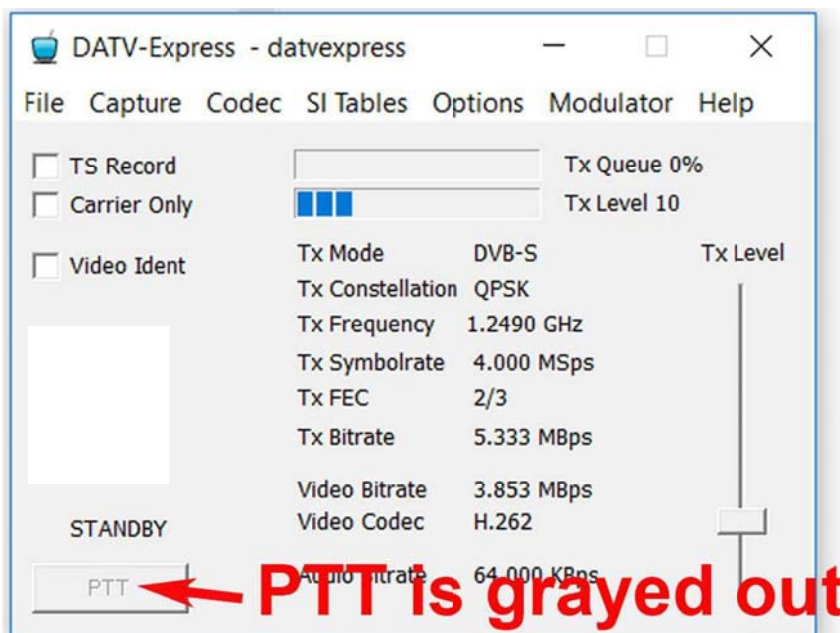 DATV-Express - datvexpress
File Capture Codec SI Tables Options Modulator Help
TS Record Tx Queue 0%
Carrier Only Tx Level 10
Video Ident Tx Mode DVB-S Tx Level
Tx Constellation QPSK
Tx Frequency 1.2490 GHz
Tx Symbolrate 4.000 MSps
Tx FEC 2/3
Tx Bitrate 5.333 MBps
Video Bitrate 3.853 MBps
STANDBY Video Codec H.262
Audio Bitrate 64.000 KBps
PTT PTT is grayed out